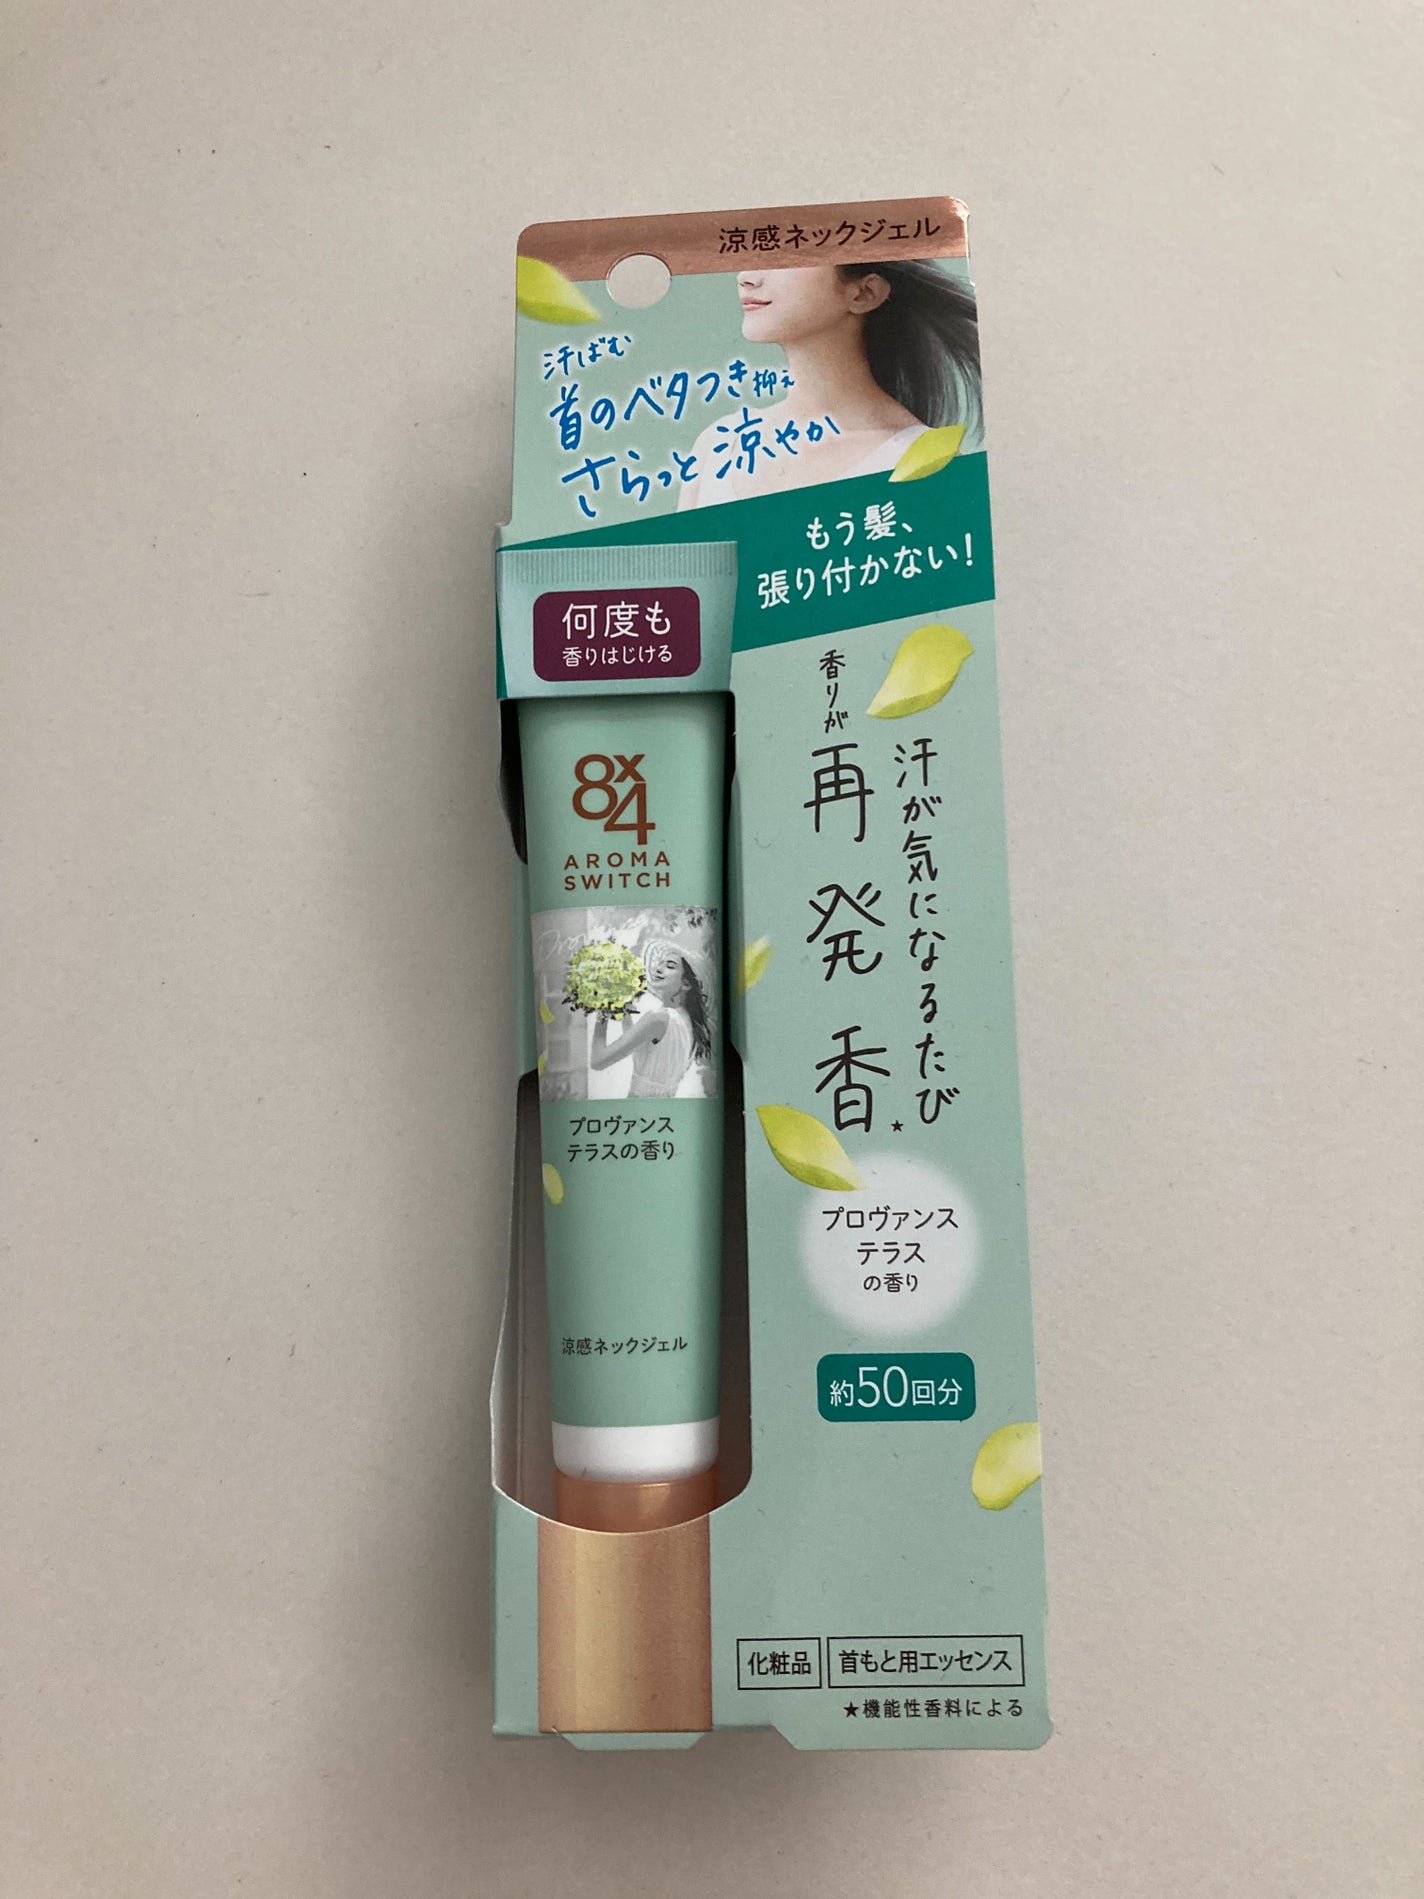 涼感ネックジェル
汗ばむ
首のベタつき抑え
さらっと涼やか
もう髪、
張り付かない!
何度も
香りはじける
汗が気になるたび
香りが
再発香★
8x4
AROMA
SWITCH
Provence
プロヴァンス
テラスの香り
涼感ネックジェル
プロヴァンス
テラス
の香り
約50回分
化粧品
首もと用エッセンス
★機能性香料による